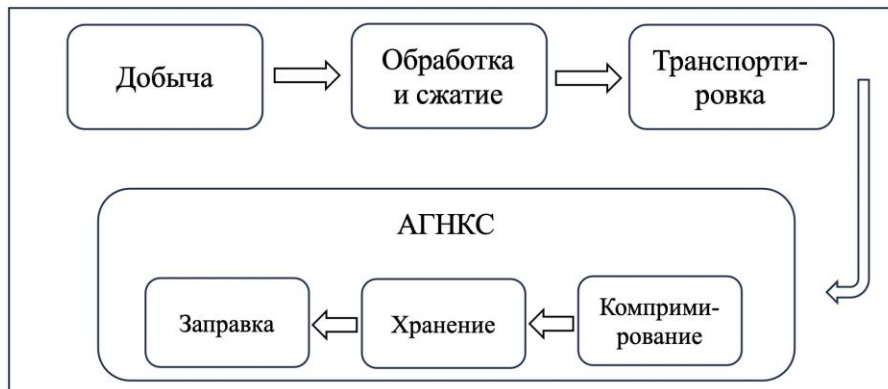 Добыча
Обработка
и сжатие
Транспорти-
ровка
АГНКС
Заправка
Хранение
Комприми-
рование